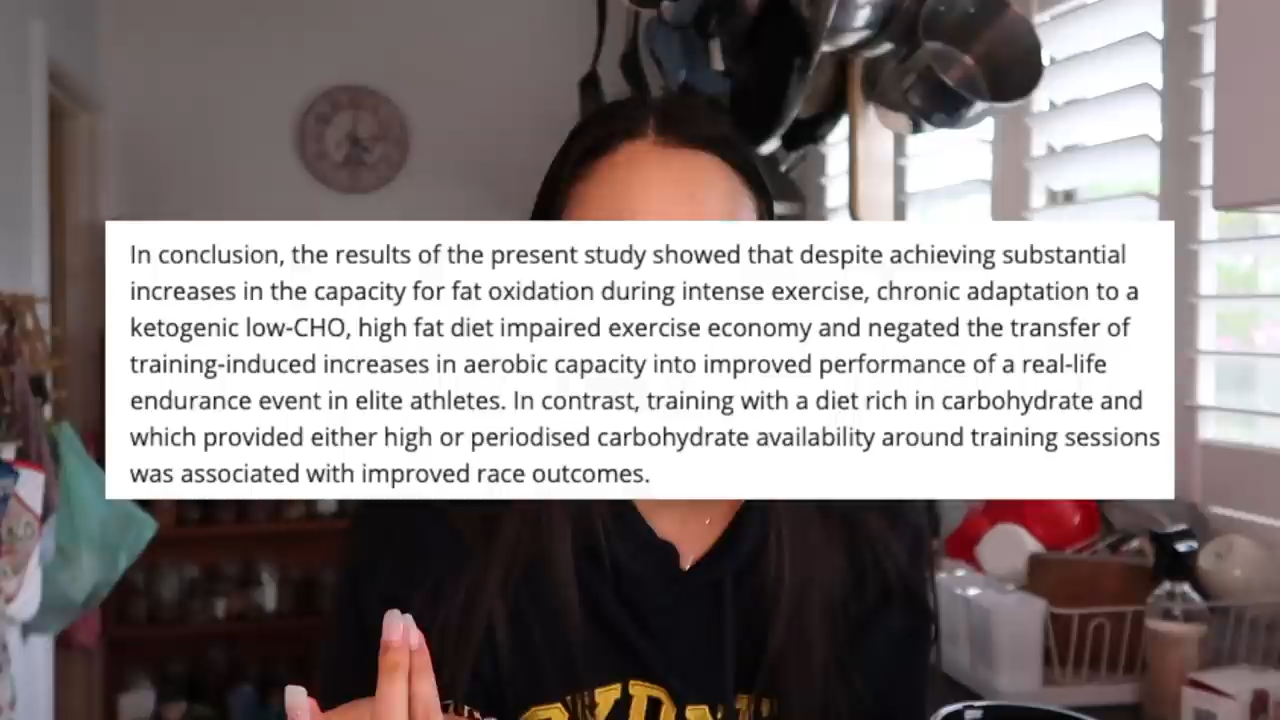 In conclusion, the results of the present study showed that despite achieving substantial
increases in the capacity for fat oxidation during intense exercise, chronic adaptation to a
ketogenic low-CHO, high fat diet impaired exercise economy and negated the transfer of
training-induced increases in aerobic capacity into improved performance of a real-life
endurance event in elite athletes. In contrast, training with a diet rich in carbohydrate and
which provided either high or periodised carbohydrate availability around training sessions
was associated with improved race outcomes.